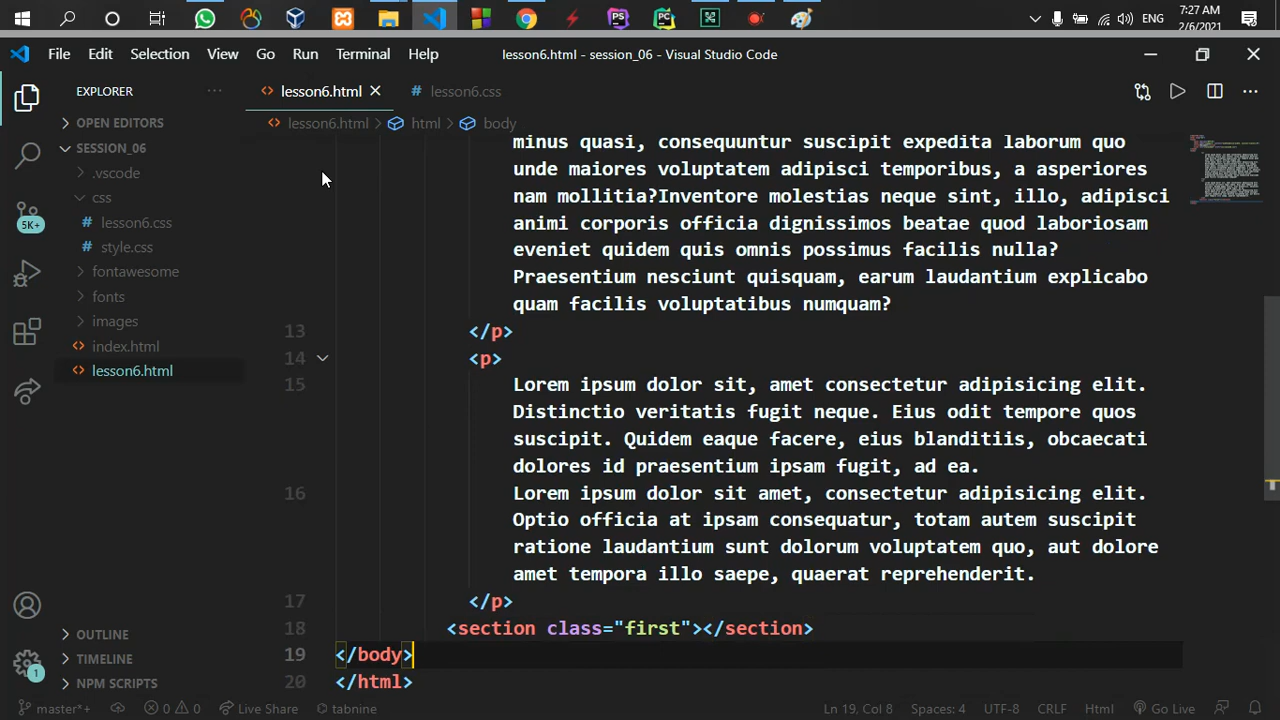 7:27 AM
ENG
2/6/2021
File Edit Selection View Go Run Terminal Help
lesson6.html - session_06 - Visual Studio Code
EXPLORER
lesson6.html
lesson6.css
OPEN EDITORS
lesson6.html > html > body
SESSION_06
.vscode
css
lesson6.css
style.css
fontawesome
fonts
images
index.html
lesson6.html
5K+
minus quasi, consequuntur suscipit expedita laborum quo
unde maiores voluptatem adipisci temporibus, a asperiores
nam mollitia?Inventore molestias neque sint, illo, adipisci
animi corporis officia dignissimos beatae quod laboriosam
eveniet quidem quis omnis possimus facilis nulla?
Praesentium nesciunt quisquam, earum laudantium explicabo
quam facilis voluptatibus numquam?
13 </p>
14 <p>
15 Lorem ipsum dolor sit, amet consectetur adipisicing elit.
Distinctio veritatis fugit neque. Eius odit tempore quos
suscipit. Quidem eaque facere, eius blanditiis, obcaecati
dolores id praesentium ipsam fugit, ad ea.
16 Lorem ipsum dolor sit amet, consectetur adipisicing elit.
Optio officia at ipsam consequatur, totam autem suscipit
ratione laudantium sunt dolorum voluptatem quo, aut dolore
amet tempora illo saepe, quaerat reprehenderit.
17 </p>
18 <section class="first"></section>
19 </body>
20 </html>
OUTLINE
TIMELINE
NPM SCRIPTS
1
master*+ 0 0 Live Share tabnine
Ln 19, Col 8 Spaces: 4 UTF-8 CRLF Html Go Live